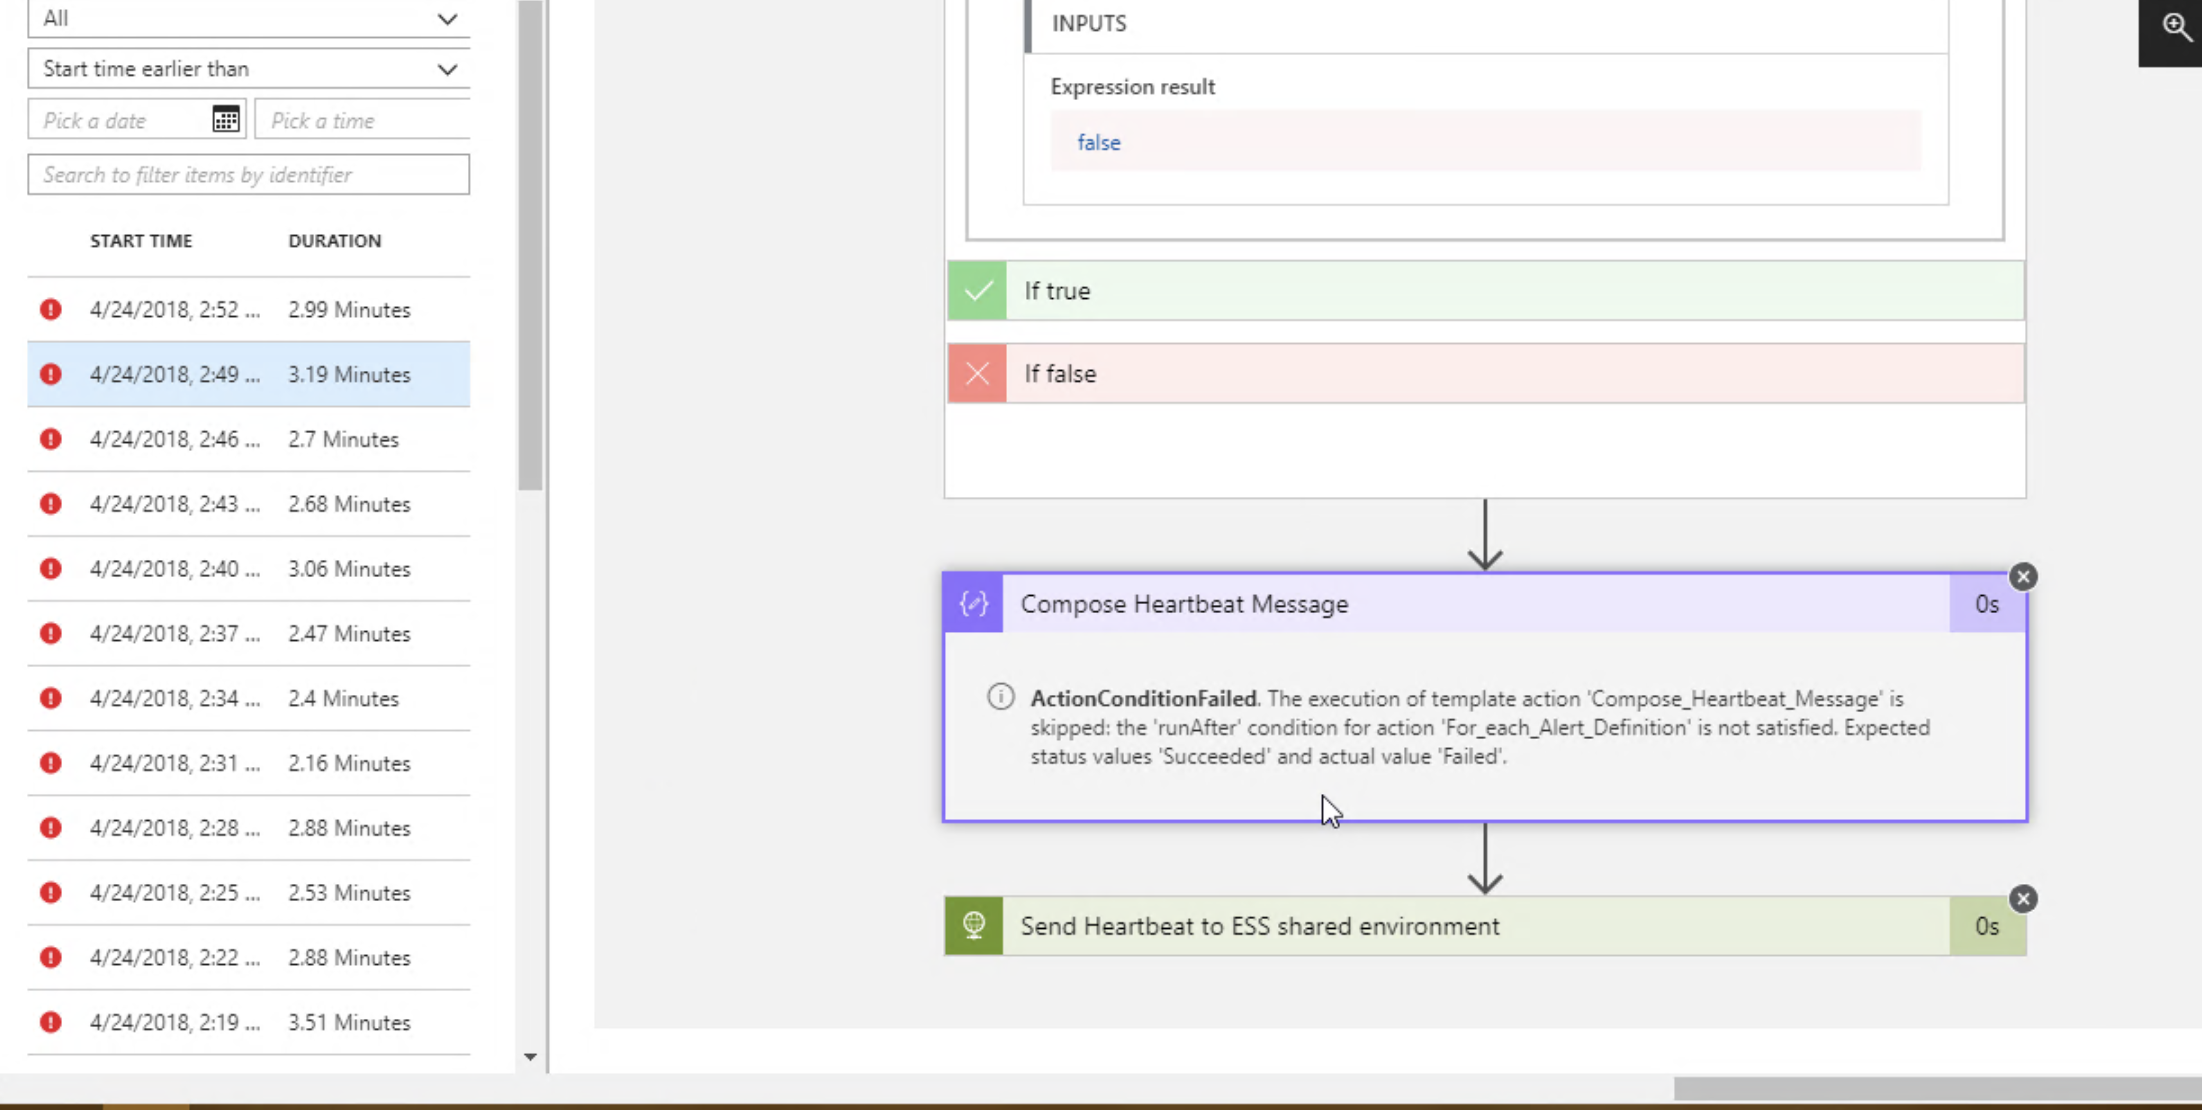 All
Start time earlier than
Pick a date
Pick a time
Search to filter items by identifier
START TIME DURATION
4/24/2018, 2:52 ... 2.99 Minutes
4/24/2018, 2:49 ... 3.19 Minutes
4/24/2018, 2:46 ... 2.7 Minutes
4/24/2018, 2:43 ... 2.68 Minutes
4/24/2018, 2:40 ... 3.06 Minutes
4/24/2018, 2:37 ... 2.47 Minutes
4/24/2018, 2:34 ... 2.4 Minutes
4/24/2018, 2:31 ... 2.16 Minutes
4/24/2018, 2:28 ... 2.88 Minutes
4/24/2018, 2:25 ... 2.53 Minutes
4/24/2018, 2:22 ... 2.88 Minutes
4/24/2018, 2:19 ... 3.51 Minutes
INPUTS
Expression result
false
If true
If false
Compose Heartbeat Message 0s
ActionConditionFailed. The execution of template action 'Compose_Heartbeat_Message' is
skipped: the 'runAfter' condition for action 'For_each_Alert_Definition' is not satisfied. Expected
status values 'Succeeded' and actual value 'Failed'.
Send Heartbeat to ESS shared environment 0s